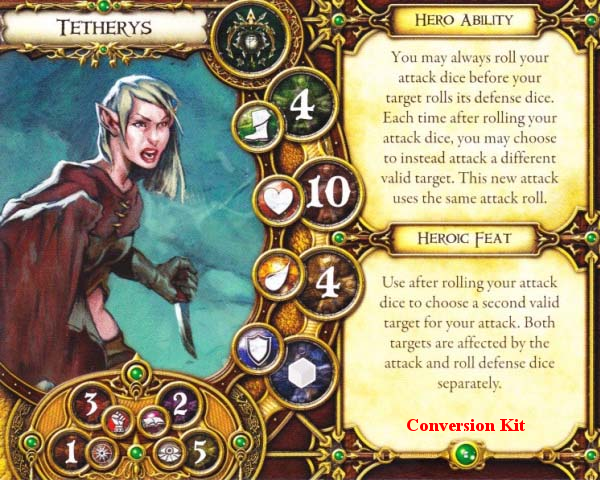 TETHERYS
4
10
4
3
2
1
5
HERO ABILITY
You may always roll your
attack dice before your
target rolls its defense dice.
Each time after rolling your
attack dice, you may choose
to instead attack a different
valid target. This new attack
uses the same attack roll.
HEROIC FEAT
Use after rolling your attack
dice to choose a second valid
target for your attack. Both
targets are affected by the
attack and roll defense dice
separately.
Conversion Kit